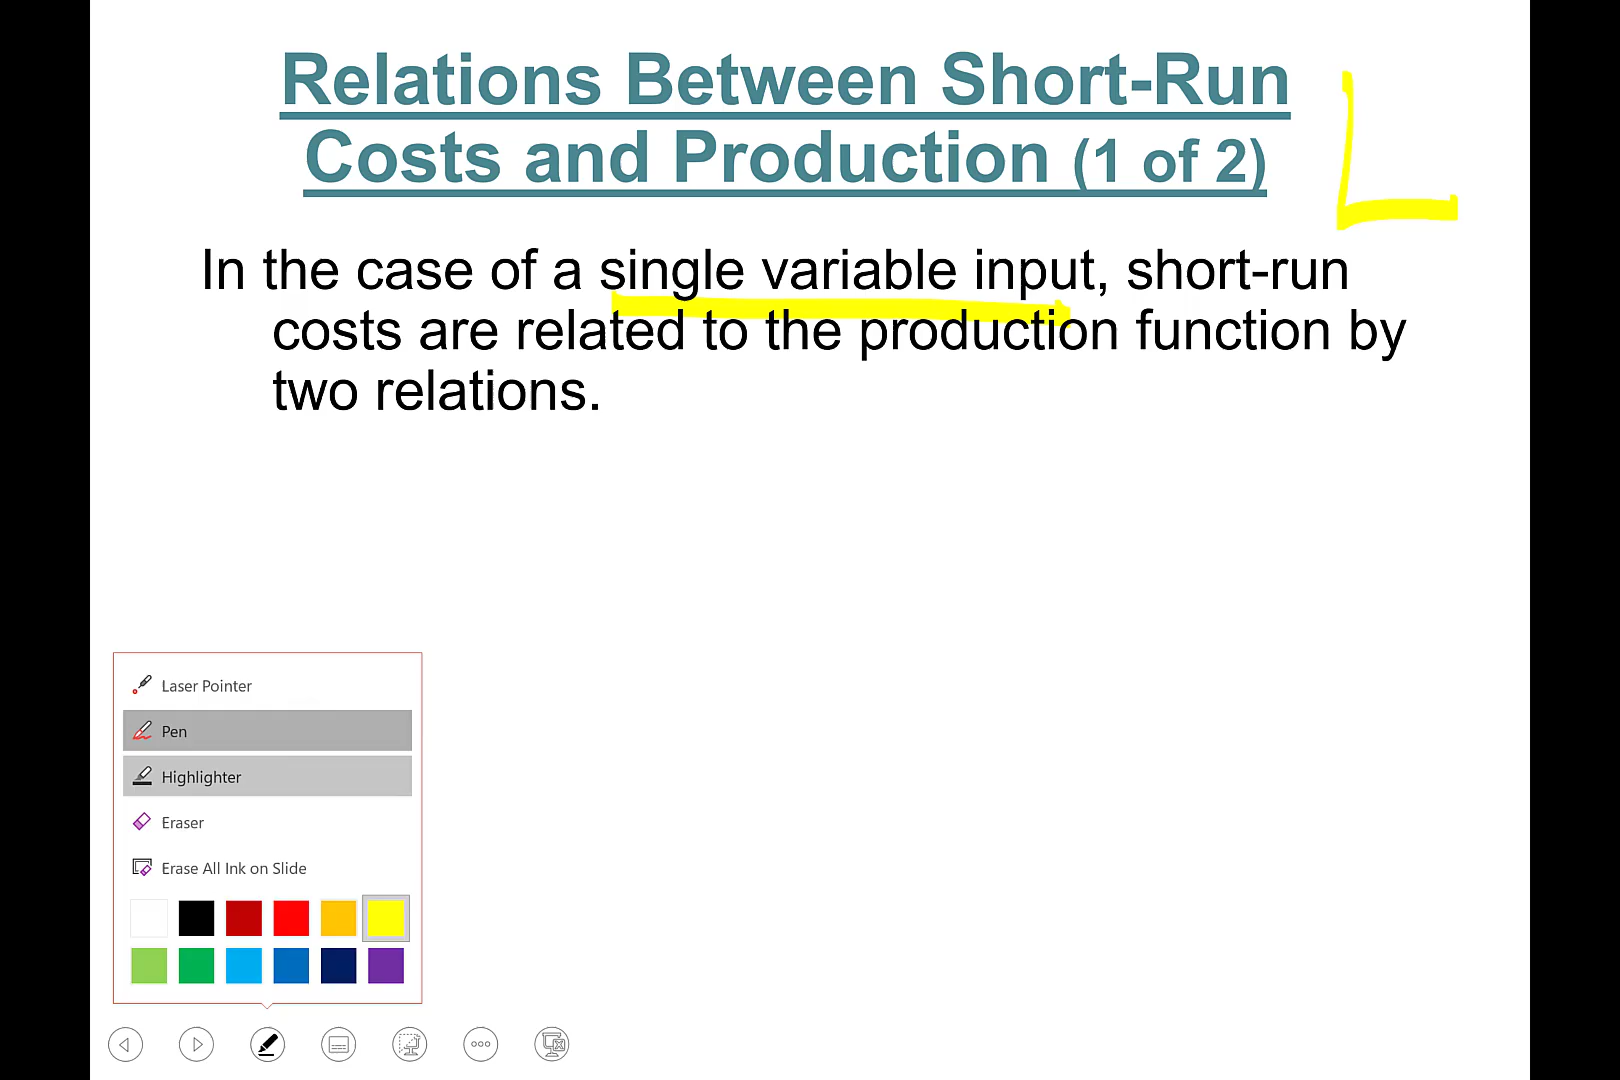 Relations Between Short-Run
Costs and Production (1 of 2)
L
In the case of a single variable input, short-run
costs are related to the production function by
two relations.
Laser Pointer
Pen
Highlighter
Eraser
Erase All Ink on Slide